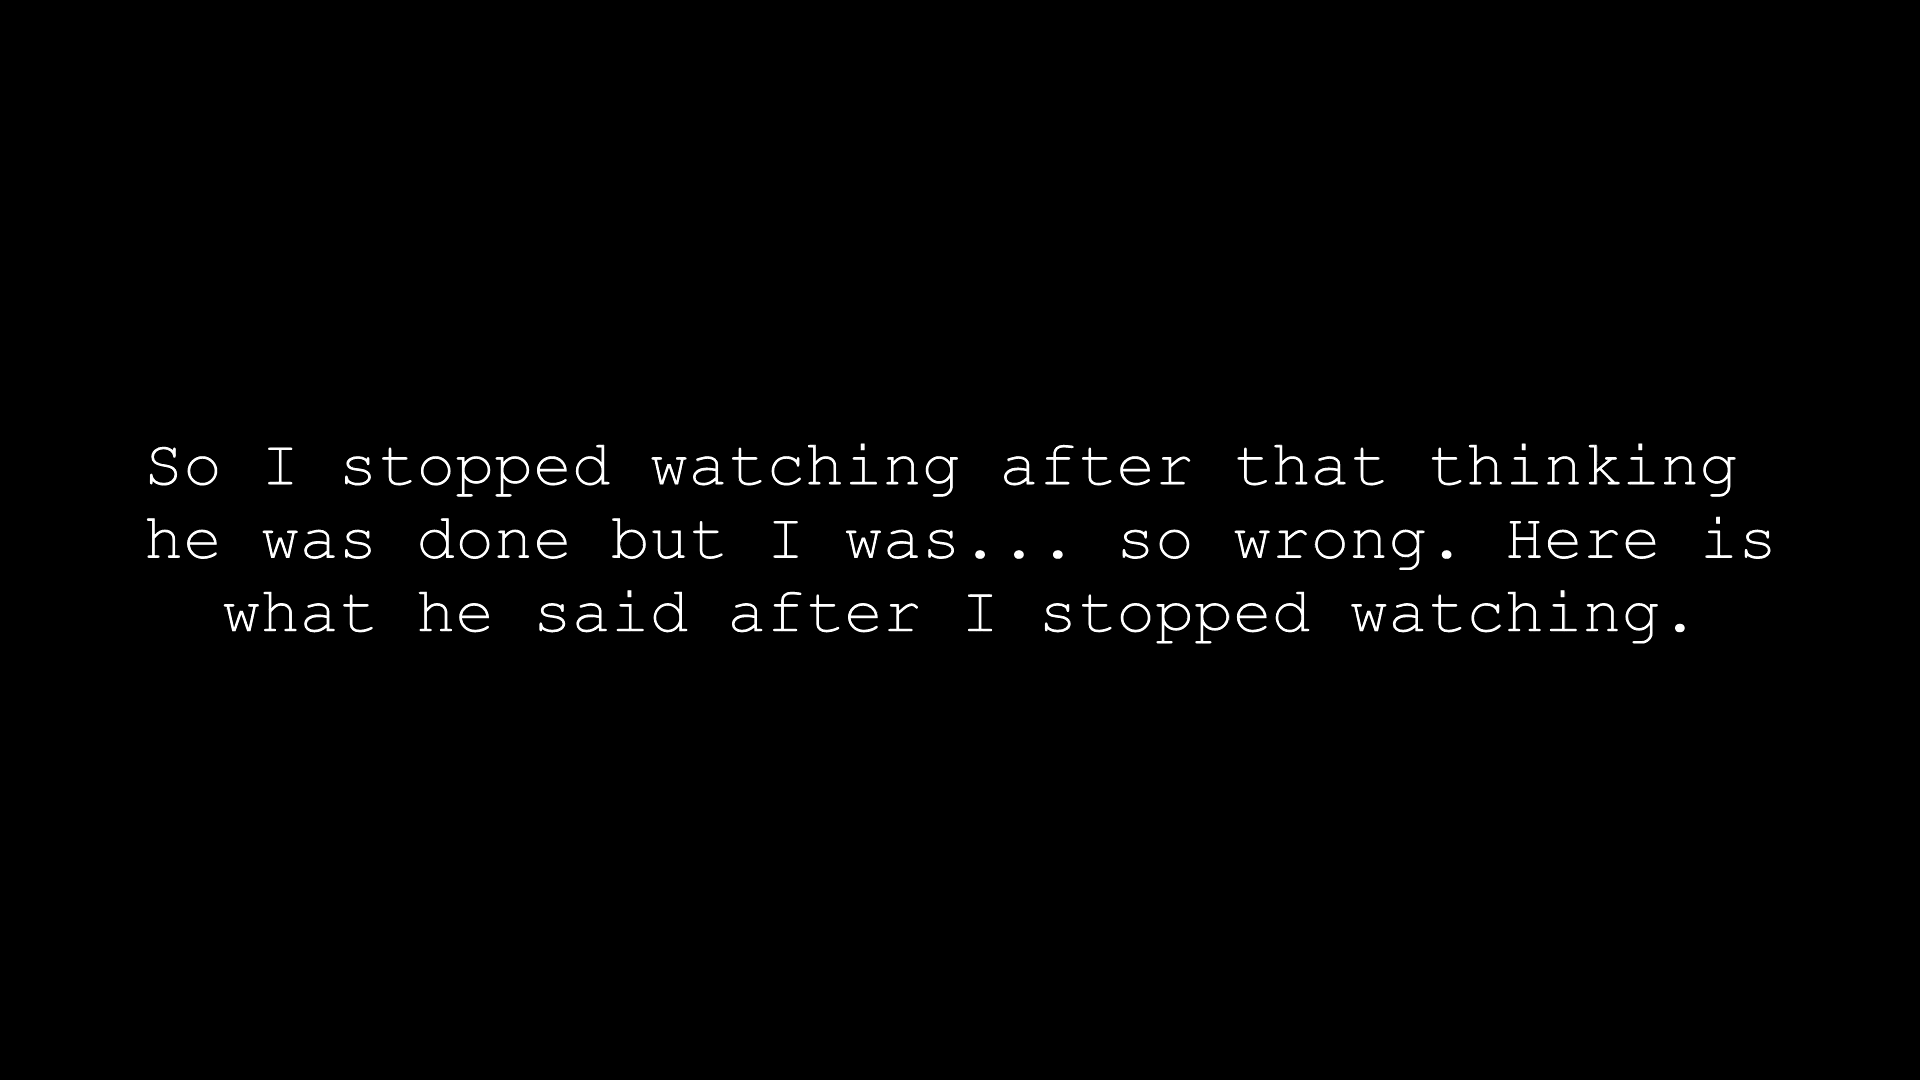 So I stopped watching after that thinking
he was done but I was... so wrong. Here is
what he said after I stopped watching.